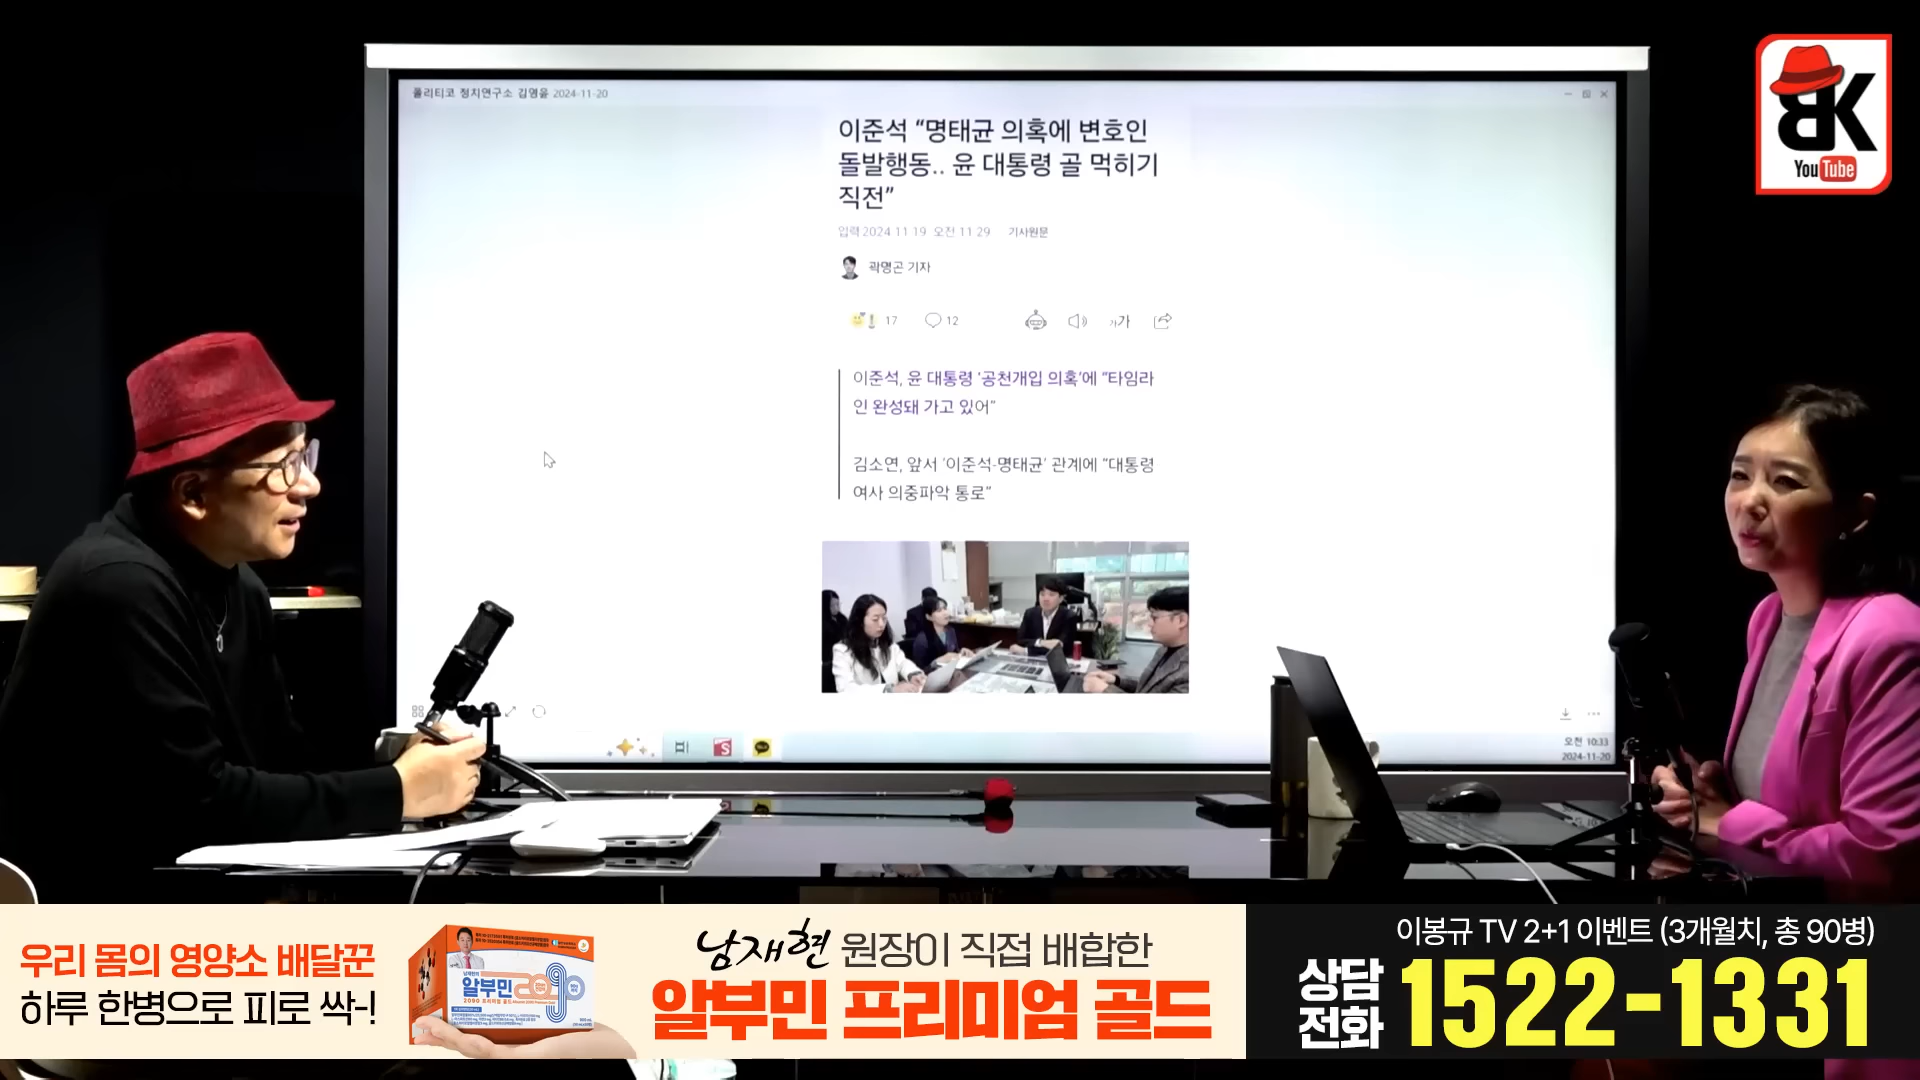 폴리티코 정치연구소 김명을 2024-11-20
이준석 “명태균 의혹에 변호인
돌발행동.. 윤 대통령 골 먹히기
직전”
입력 2024 11 19 오전 11 29 기사원문
곽명곤 기자
17
12
가가
이준석, 윤 대통령 ‘공천개입 의혹’에 “타임라
인 완성돼 가고 있어”
김소연, 앞서 ‘이준석-명태균’ 관계에 “대통령
여사 의중파악 통로”
오전 10:33
2024-11-20
BK
YouTube
우리 몸의 영양소 배달꾼
하루 한병으로 피로 싹-!
알부민
남재현 원장이 직접 배합한
알부민 프리미엄 골드
이봉규 TV 2+1 이벤트 (3개월치, 총 90병)
상담
전화
1522-1331